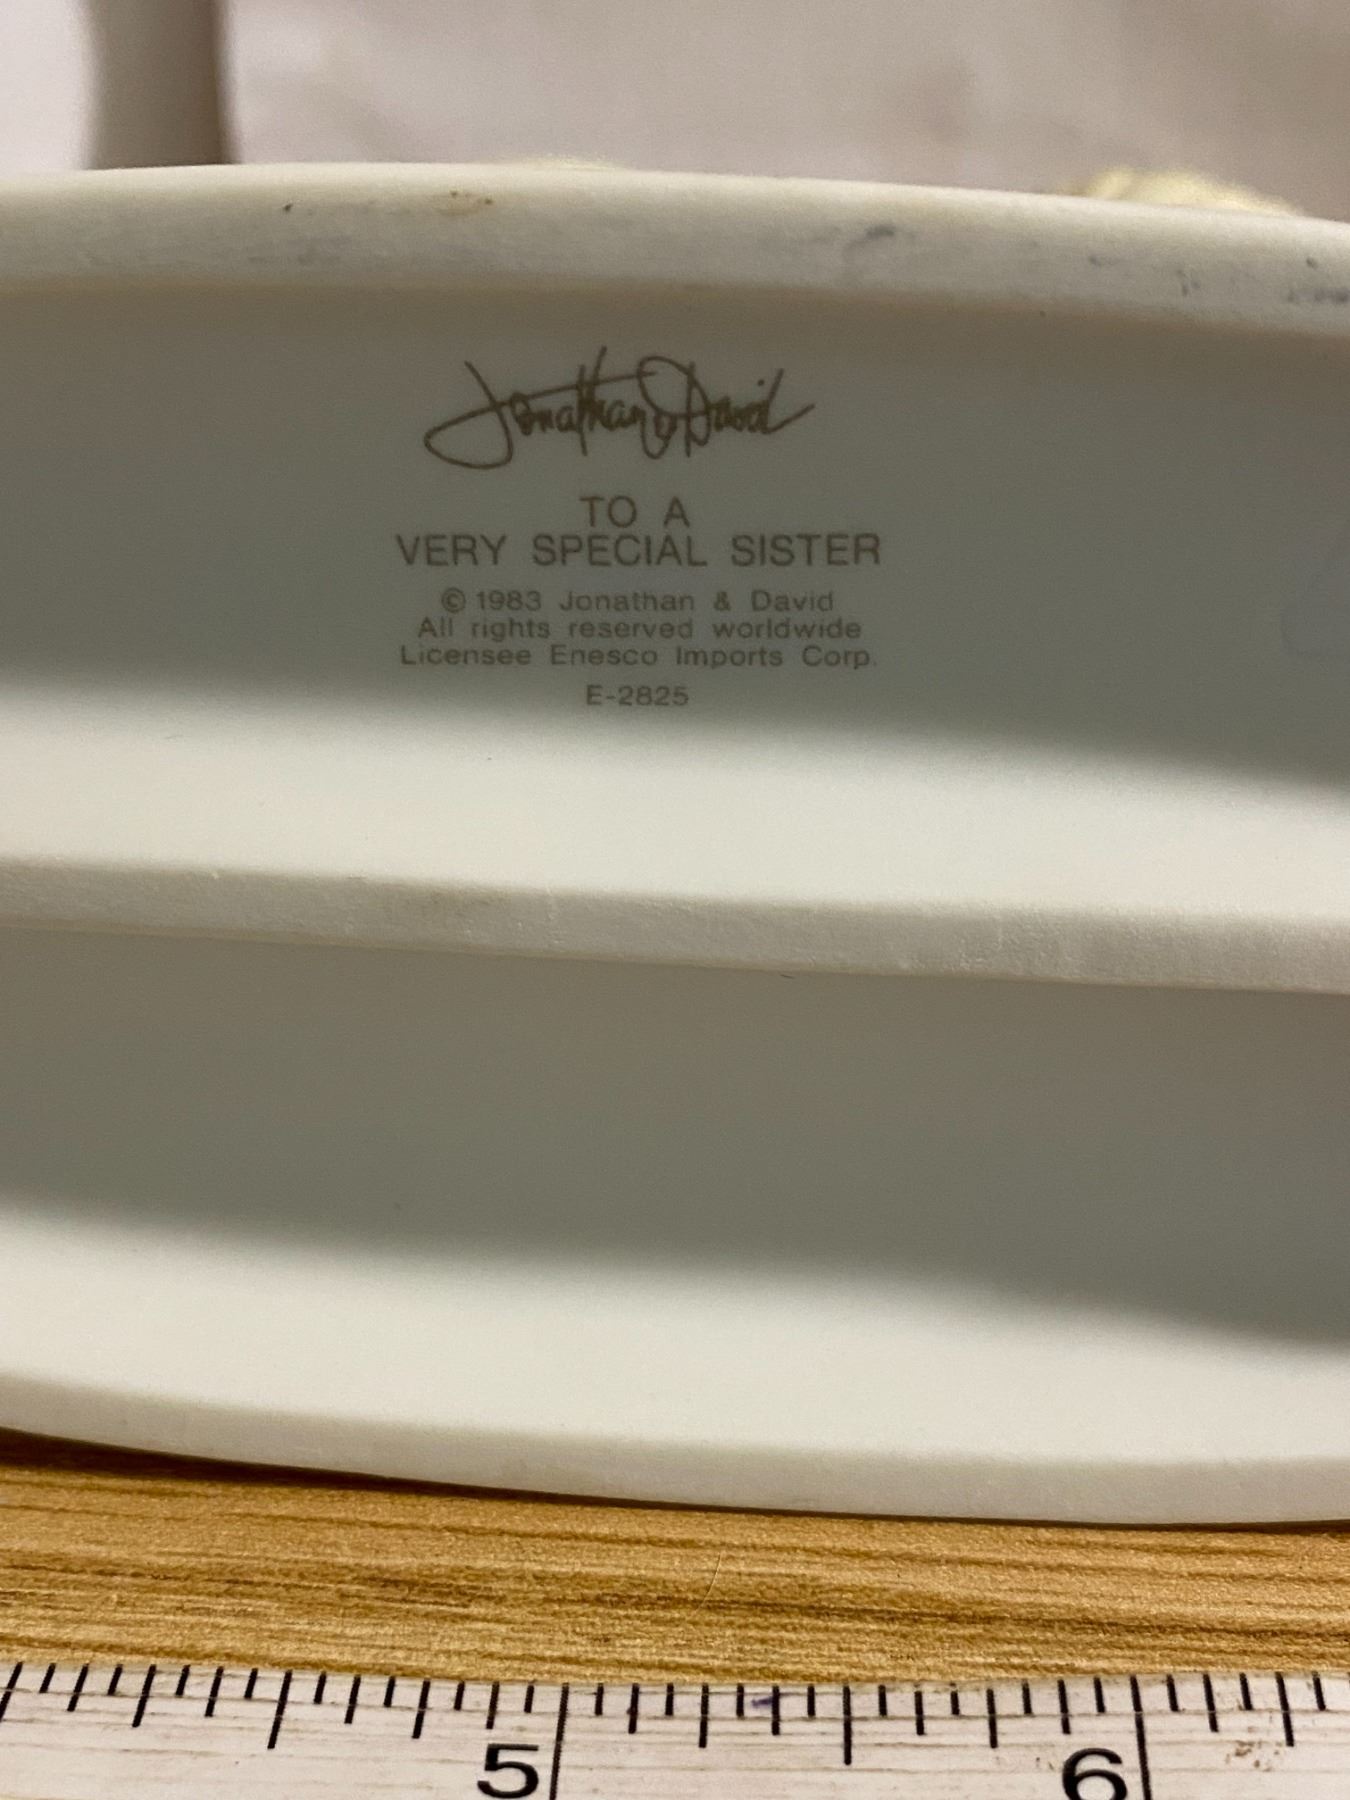 Jonathan & David
TO A
VERY SPECIAL SISTER
© 1983 Jonathan & David
All rights reserved worldwide
Licensee Enesco Imports Corp.
E-2825
5 6